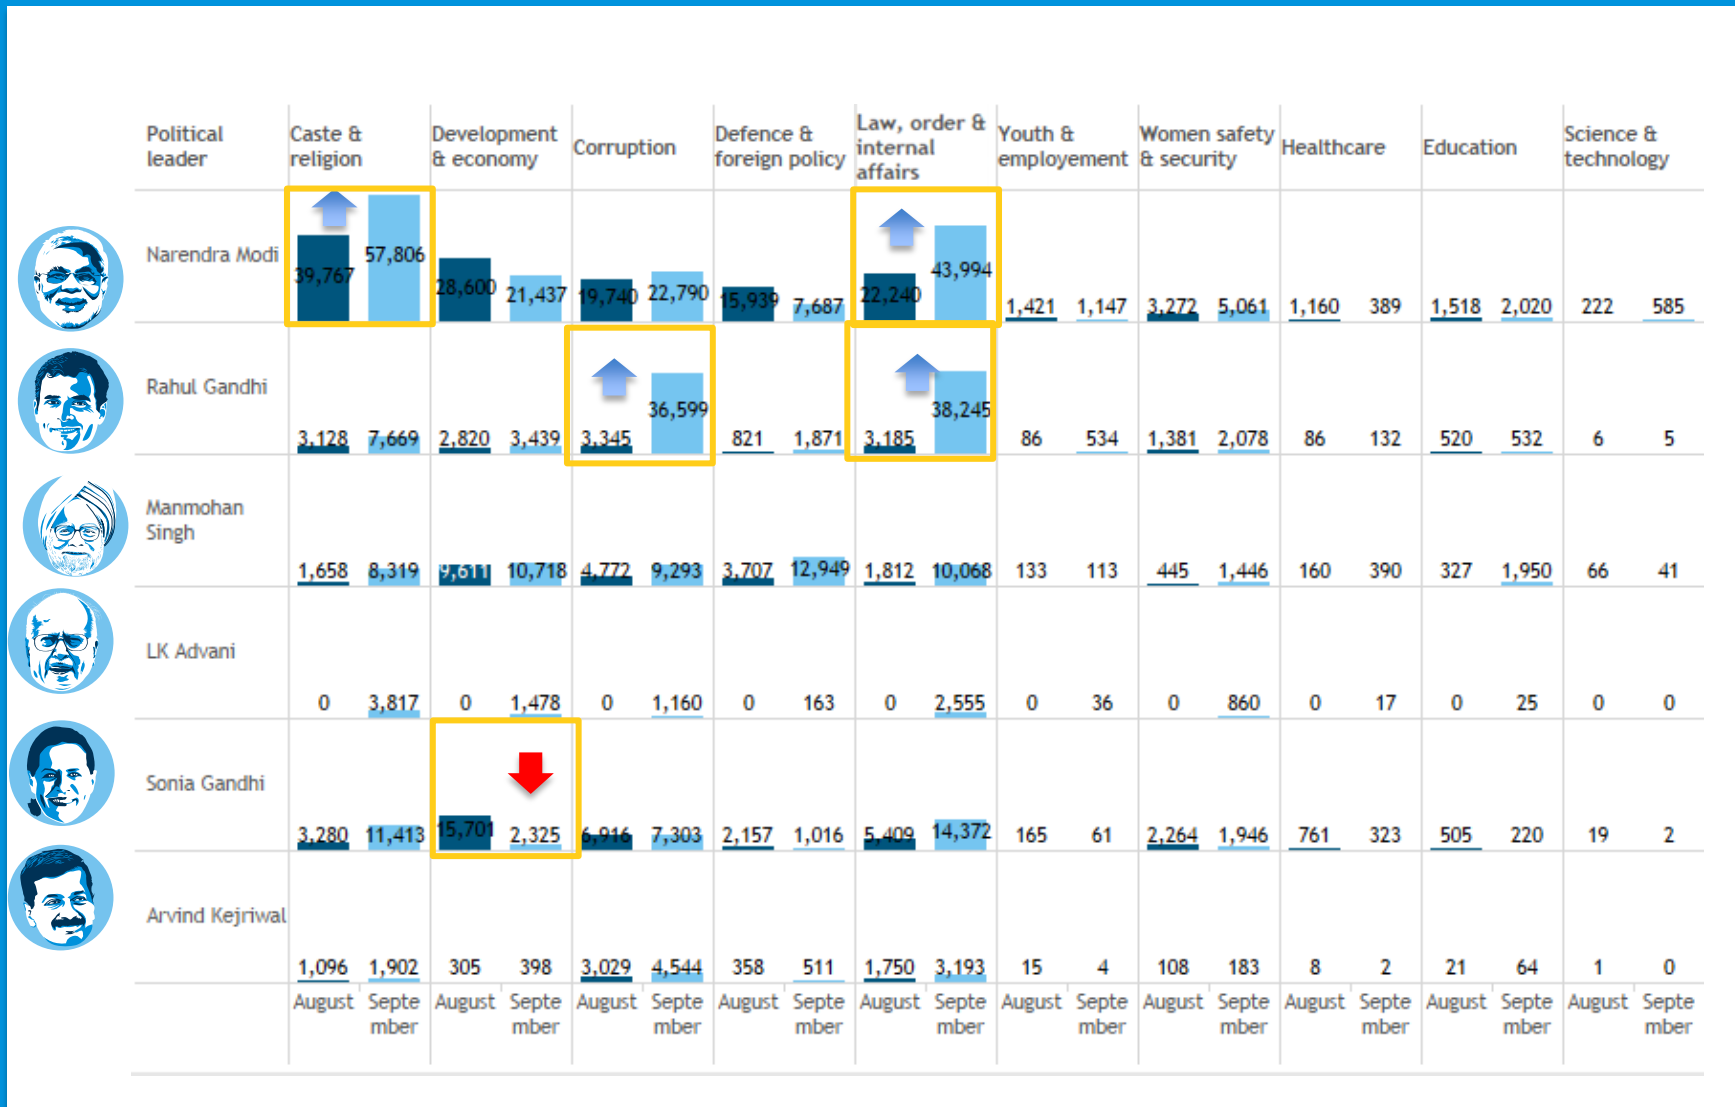 Political leader
Caste & religion
Development & economy
Corruption
Defence & foreign policy
Law, order & internal affairs
Youth & employement
Women safety & security
Healthcare
Education
Science & technology
Narendra Modi
39,767 57,806 28,600 21,437 19,740 22,790 15,939 7,687 22,240 43,994 1,421 1,147 3,272 5,061 1,160 389 1,518 2,020 222 585
Rahul Gandhi
3,128 7,669 2,820 3,439 3,345 36,599 821 1,871 3,185 38,245 86 534 1,381 2,078 86 132 520 532 6 5
Manmohan Singh
1,658 8,319 9,611 10,718 4,772 9,293 3,707 12,949 1,812 10,068 133 113 445 1,446 160 390 327 1,950 66 41
LK Advani
0 3,817 0 1,478 0 1,160 0 163 0 2,555 0 36 0 860 0 17 0 25 0 0
Sonia Gandhi
3,280 11,413 15,701 2,325 6,916 7,303 2,157 1,016 5,409 14,372 165 61 2,264 1,946 761 323 505 220 19 2
Arvind Kejriwal
1,096 1,902 305 398 3,029 4,544 358 511 1,750 3,193 15 4 108 183 8 2 21 64 1 0
August Septe August Septe August Septe August Septe August Septe August Septe August Septe August Septe August Septe August Septe
mber mber mber mber mber mber mber mber mber mber